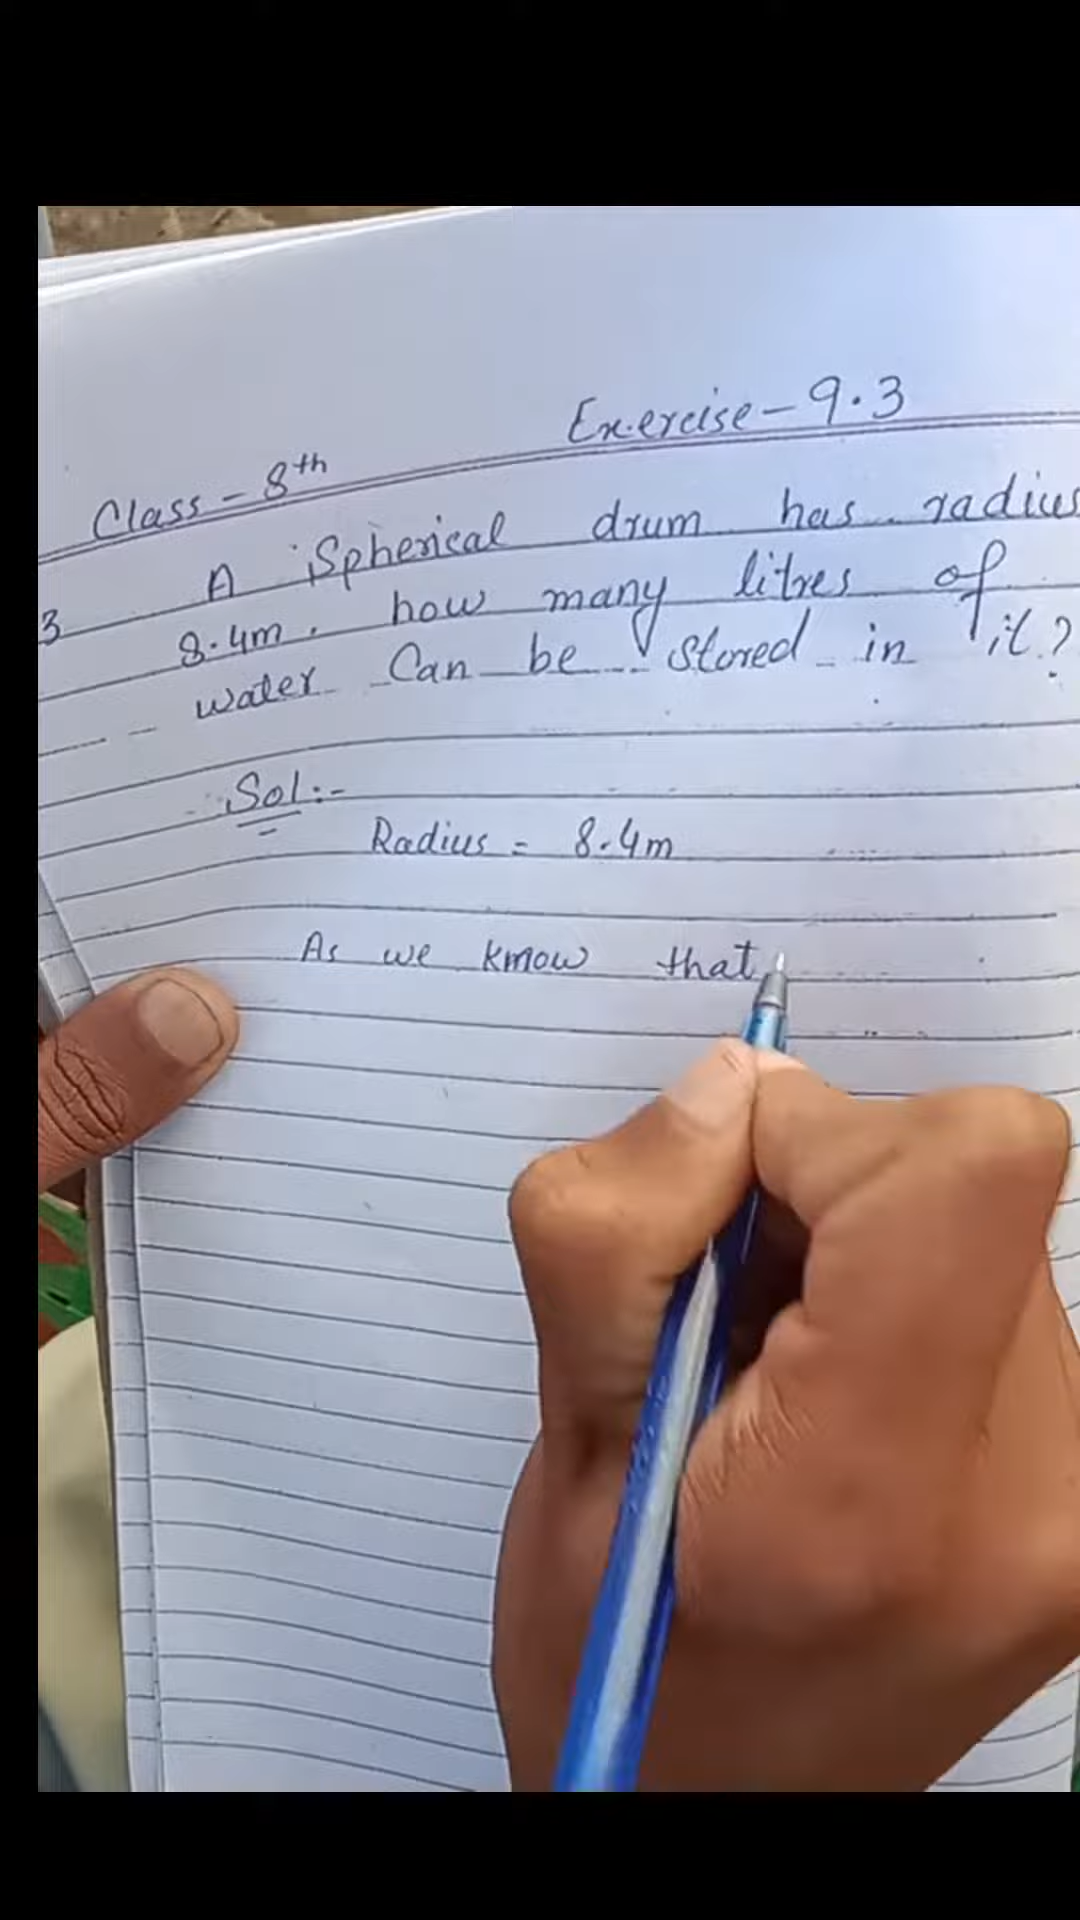 Exercise - 9.3
Class - 8th
3 A Spherical drum has radius
8.4m. how many litres of
water Can be stored in it?
Sol:-
Radius = 8.4m
As we know that